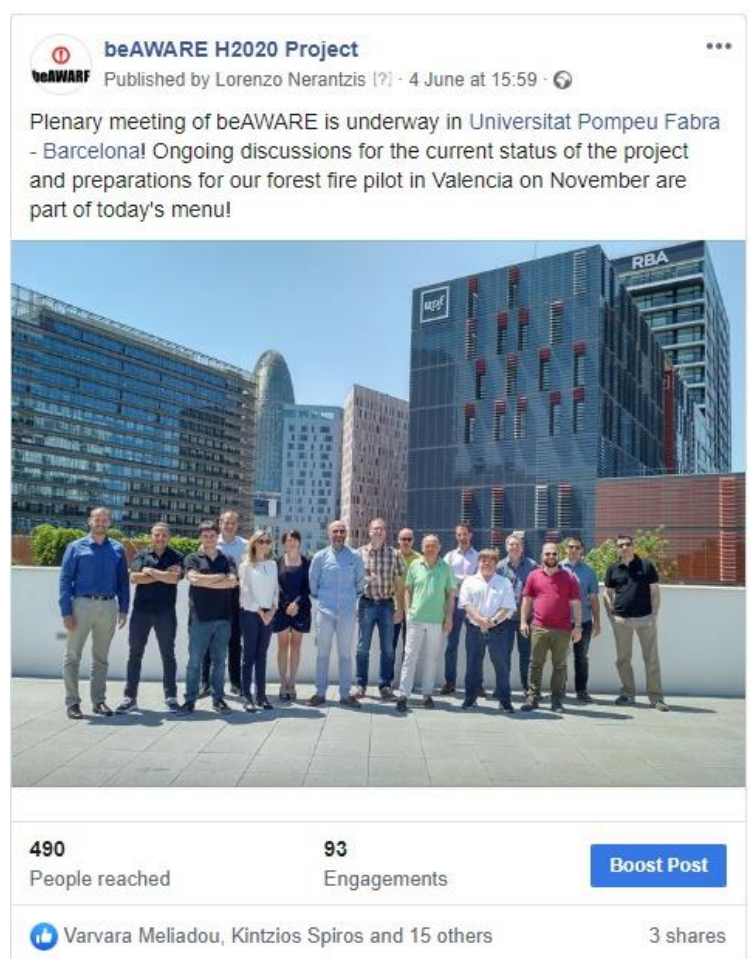 beAWARE H2020 Project
beAWARE
Published by Lorenzo Nerantzis [?] · 4 June at 15:59 ·
Plenary meeting of beAWARE is underway in Universitat Pompeu Fabra
- Barcelona! Ongoing discussions for the current status of the project
and preparations for our forest fire pilot in Valencia on November are
part of today's menu!
RBA
upf
490
People reached
93
Engagements
Boost Post
Varvara Meliadou, Kintzios Spiros and 15 others
3 shares